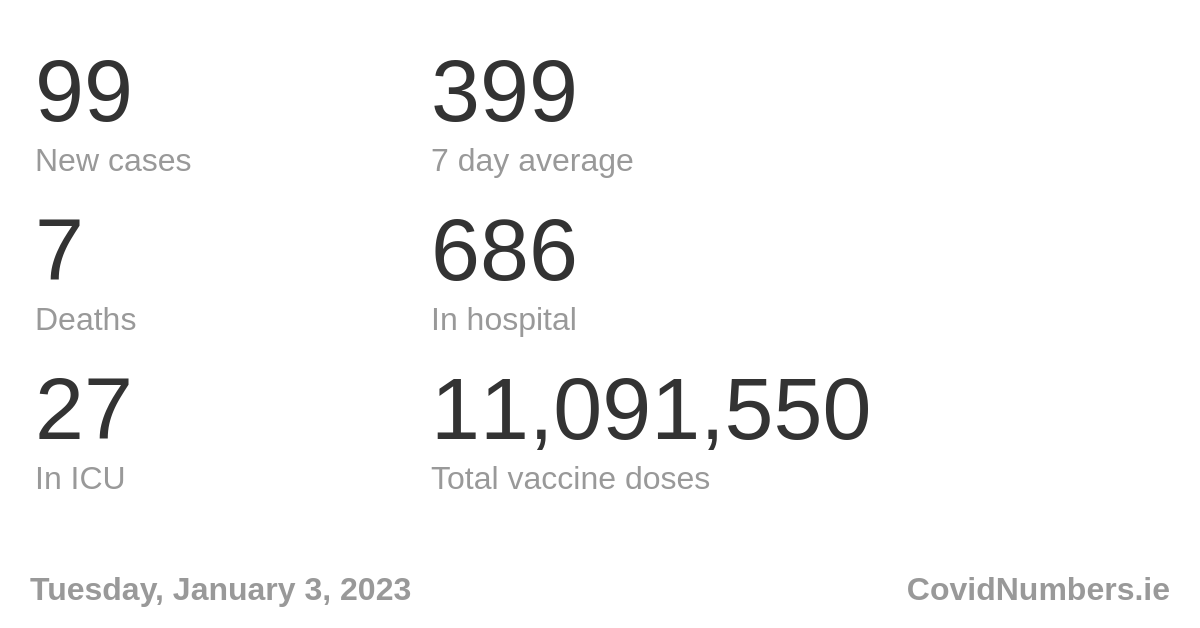 99
399
New cases
7 day average
7
686
Deaths
In hospital
27
11,091,550
In ICU
Total vaccine doses
Tuesday, January 3, 2023
CovidNumbers.ie